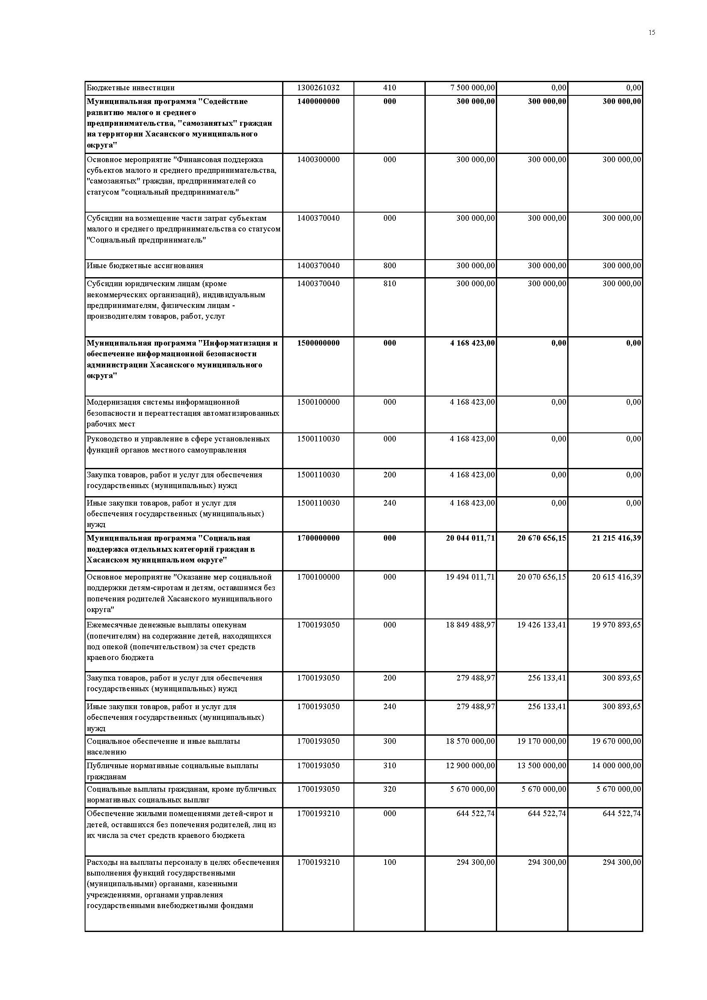 15
Бюджетные инвестиции 1300261032 410 7 500 000,00 0,00 0,00
Муниципальная программа "Содействие 1400000000 000 300 000,00 300 000,00 300 000,00
развитию малого и среднего
предпринимательства, "самозанятых" граждан
на территории Хасанского муниципального
округа"
Основное мероприятие "Финансовая поддержка 1400300000 000 300 000,00 300 000,00 300 000,00
субъектов малого и среднего предпринимательства,
"самозанятых" граждан, предпринимателей со
статусом "социальный предприниматель"
Субсидии на возмещение части затрат субъектам 1400370040 000 300 000,00 300 000,00 300 000,00
малого и среднего предпринимательства со статусом
"Социальный предприниматель"
Иные бюджетные ассигнования 1400370040 800 300 000,00 300 000,00 300 000,00
Субсидии юридическим лицам (кроме 1400370040 810 300 000,00 300 000,00 300 000,00
некоммерческих организаций), индивидуальным
предпринимателям, физическим лицам -
производителям товаров, работ, услуг
Муниципальная программа "Информатизация и 1500000000 000 4 168 423,00 0,00 0,00
обеспечение информационной безопасности
администрации Хасанского муниципального
округа"
Модернизация системы информационной 1500100000 000 4 168 423,00 0,00 0,00
безопасности и переаттестация автоматизированных
рабочих мест
Руководство и управление в сфере установленных 1500110030 000 4 168 423,00 0,00 0,00
функций органов местного самоуправления
Закупка товаров, работ и услуг для обеспечения 1500110030 200 4 168 423,00 0,00 0,00
государственных (муниципальных) нужд
Иные закупки товаров, работ и услуг для 1500110030 240 4 168 423,00 0,00 0,00
обеспечения государственных (муниципальных)
нужд
Муниципальная программа "Социальная 1700000000 000 20 044 011,71 20 670 656,15 21 215 416,39
поддержка отдельных категорий граждан в
Хасанском муниципальном округе"
Основное мероприятие "Оказание мер социальной 1700100000 000 19 494 011,71 20 070 656,15 20 615 416,39
поддержки детям-сиротам и детям, оставшимся без
попечения родителей Хасанского муниципального
округа"
Ежемесячные денежные выплаты опекунам 1700193050 000 18 849 488,97 19 426 133,41 19 970 893,65
(попечителям) на содержание детей, находящихся
под опекой (попечительством) за счет средств
краевого бюджета
Закупка товаров, работ и услуг для обеспечения 1700193050 200 279 488,97 256 133,41 300 893,65
государственных (муниципальных) нужд
Иные закупки товаров, работ и услуг для 1700193050 240 279 488,97 256 133,41 300 893,65
обеспечения государственных (муниципальных)
нужд
Социальное обеспечение и иные выплаты 1700193050 300 18 570 000,00 19 170 000,00 19 670 000,00
населению
Публичные нормативные социальные выплаты 1700193050 310 12 900 000,00 13 500 000,00 14 000 000,00
гражданам
Социальные выплаты гражданам, кроме публичных 1700193050 320 5 670 000,00 5 670 000,00 5 670 000,00
нормативных социальных выплат
Обеспечение жилыми помещениями детей-сирот и 1700193210 000 644 522,74 644 522,74 644 522,74
детей, оставшихся без попечения родителей, лиц из
их числа за счет средств краевого бюджета
Расходы на выплаты персоналу в целях обеспечения 1700193210 100 294 300,00 294 300,00 294 300,00
выполнения функций государственными
(муниципальными) органами, казенными
учреждениями, органами управления
государственными внебюджетными фондами